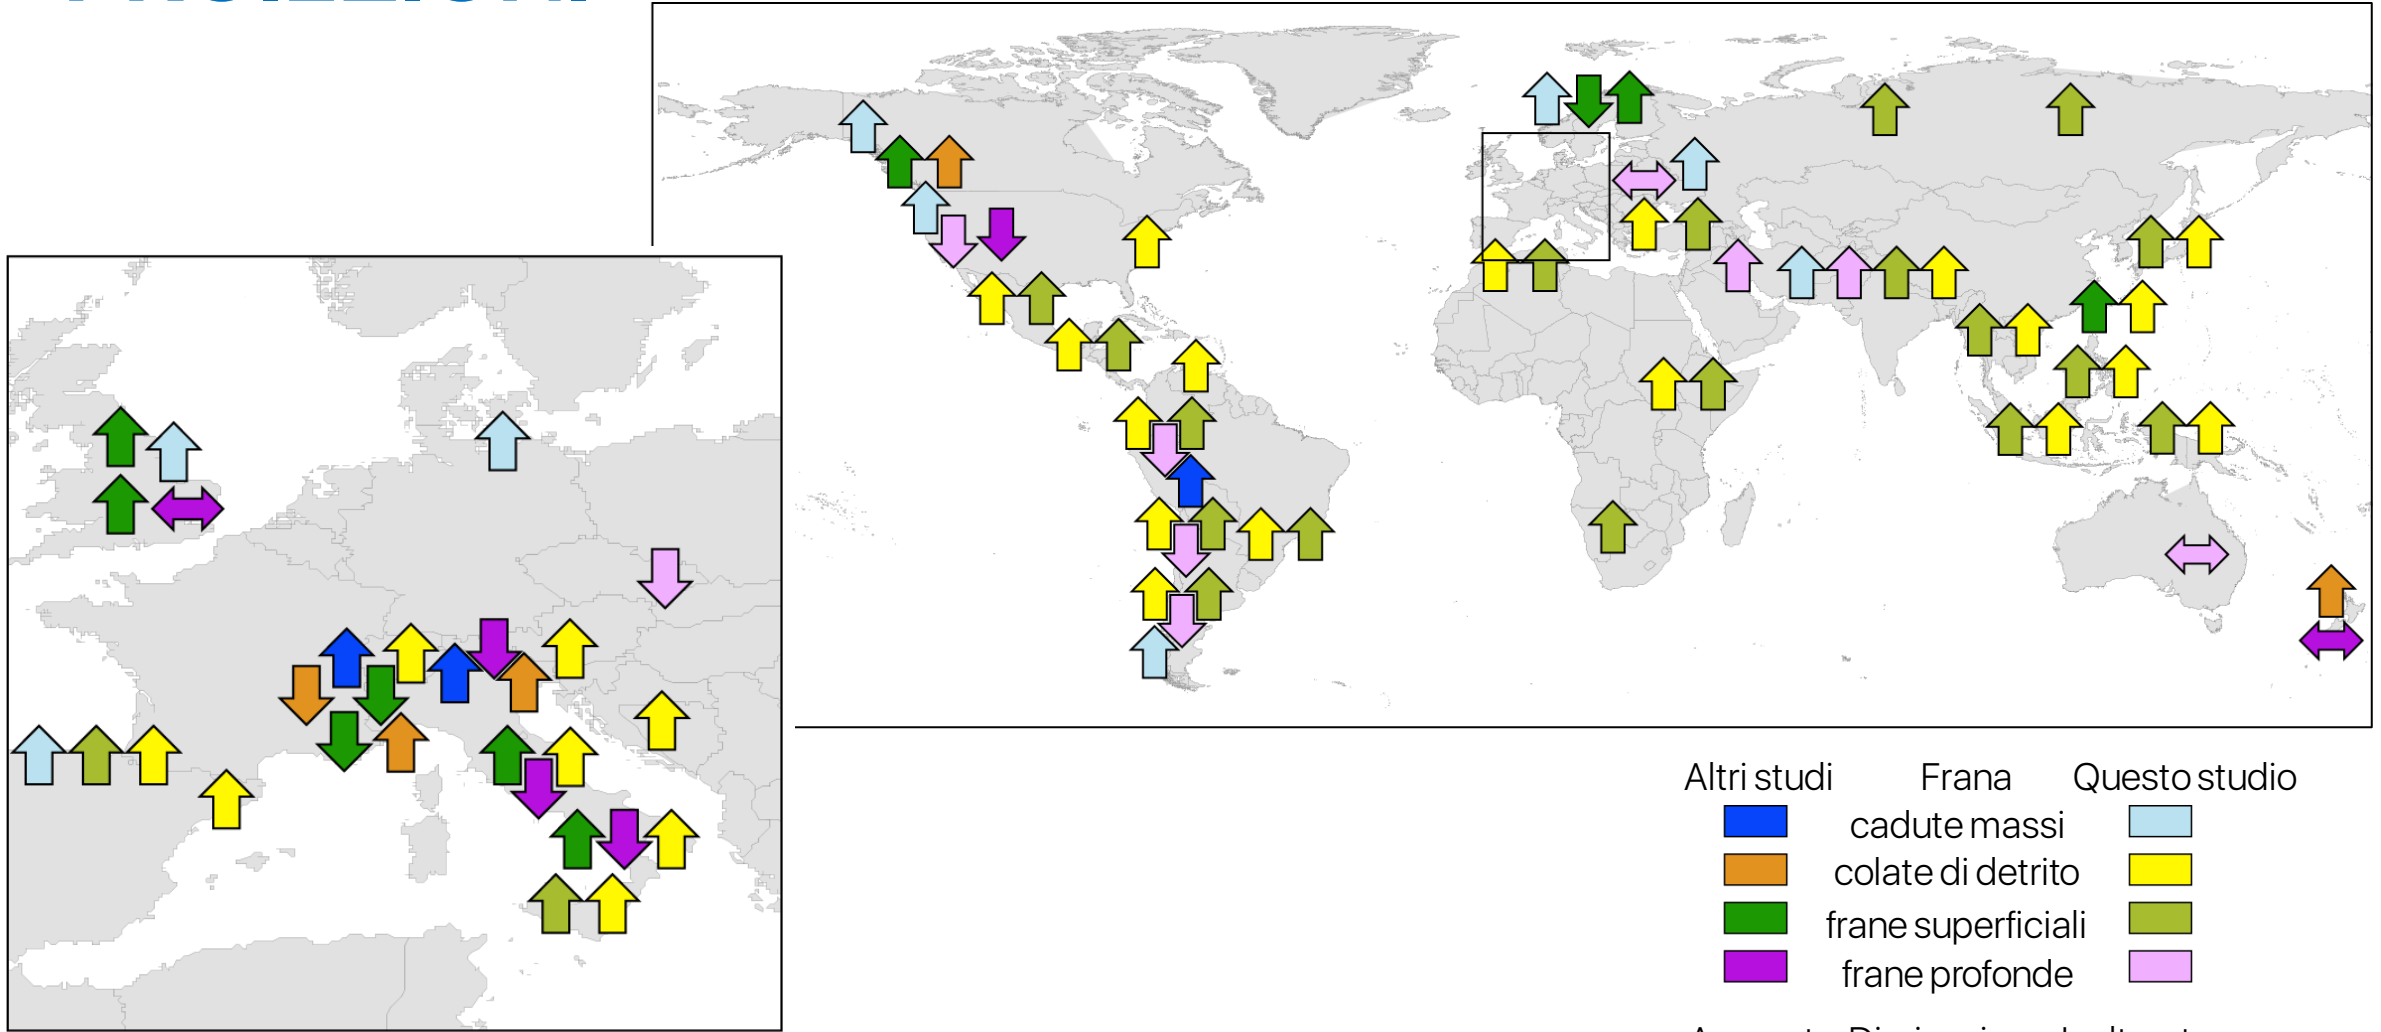 Altri studi Frana Questo studio
cadute massi
colate di detrito
frane superficiali
frane profonde